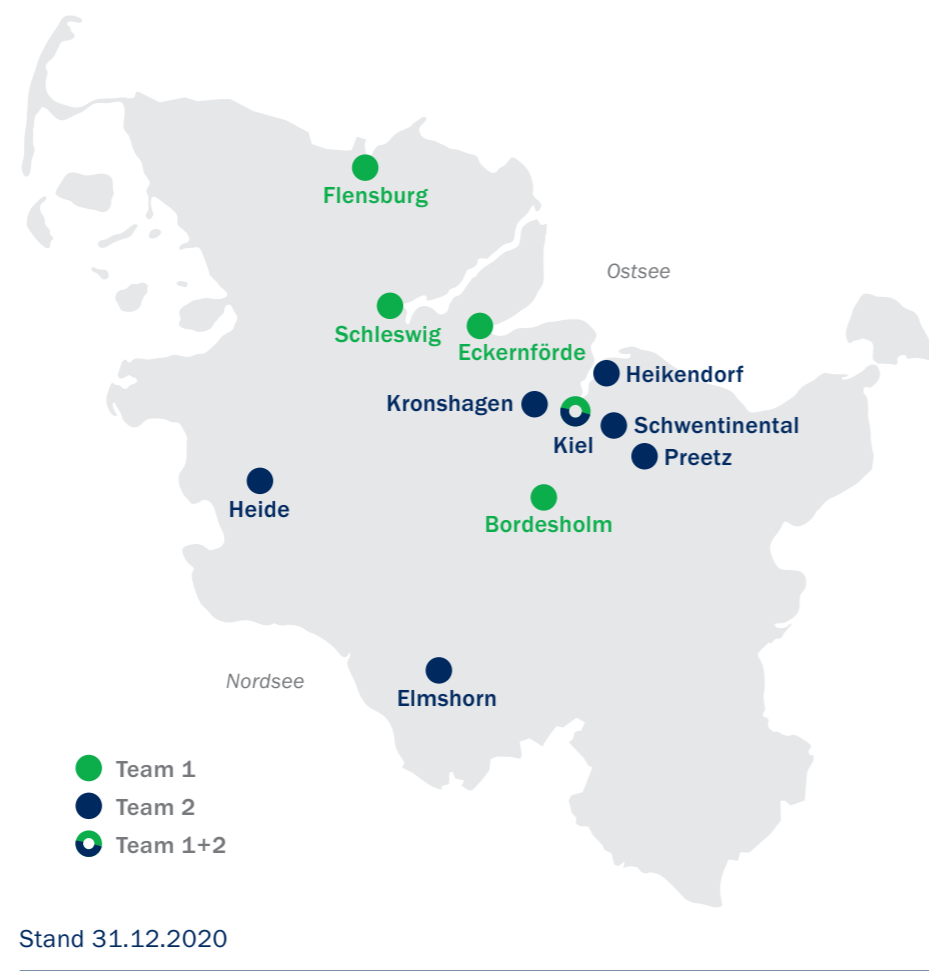 Flensburg
Ostsee
Schleswig
Eckernförde
Heikendorf
Kronshagen
Schwentinental
Kiel
Preetz
Heide
Bordesholm
Nordsee
Elmshorn
Team 1
Team 2
Team 1+2
Stand 31.12.2020